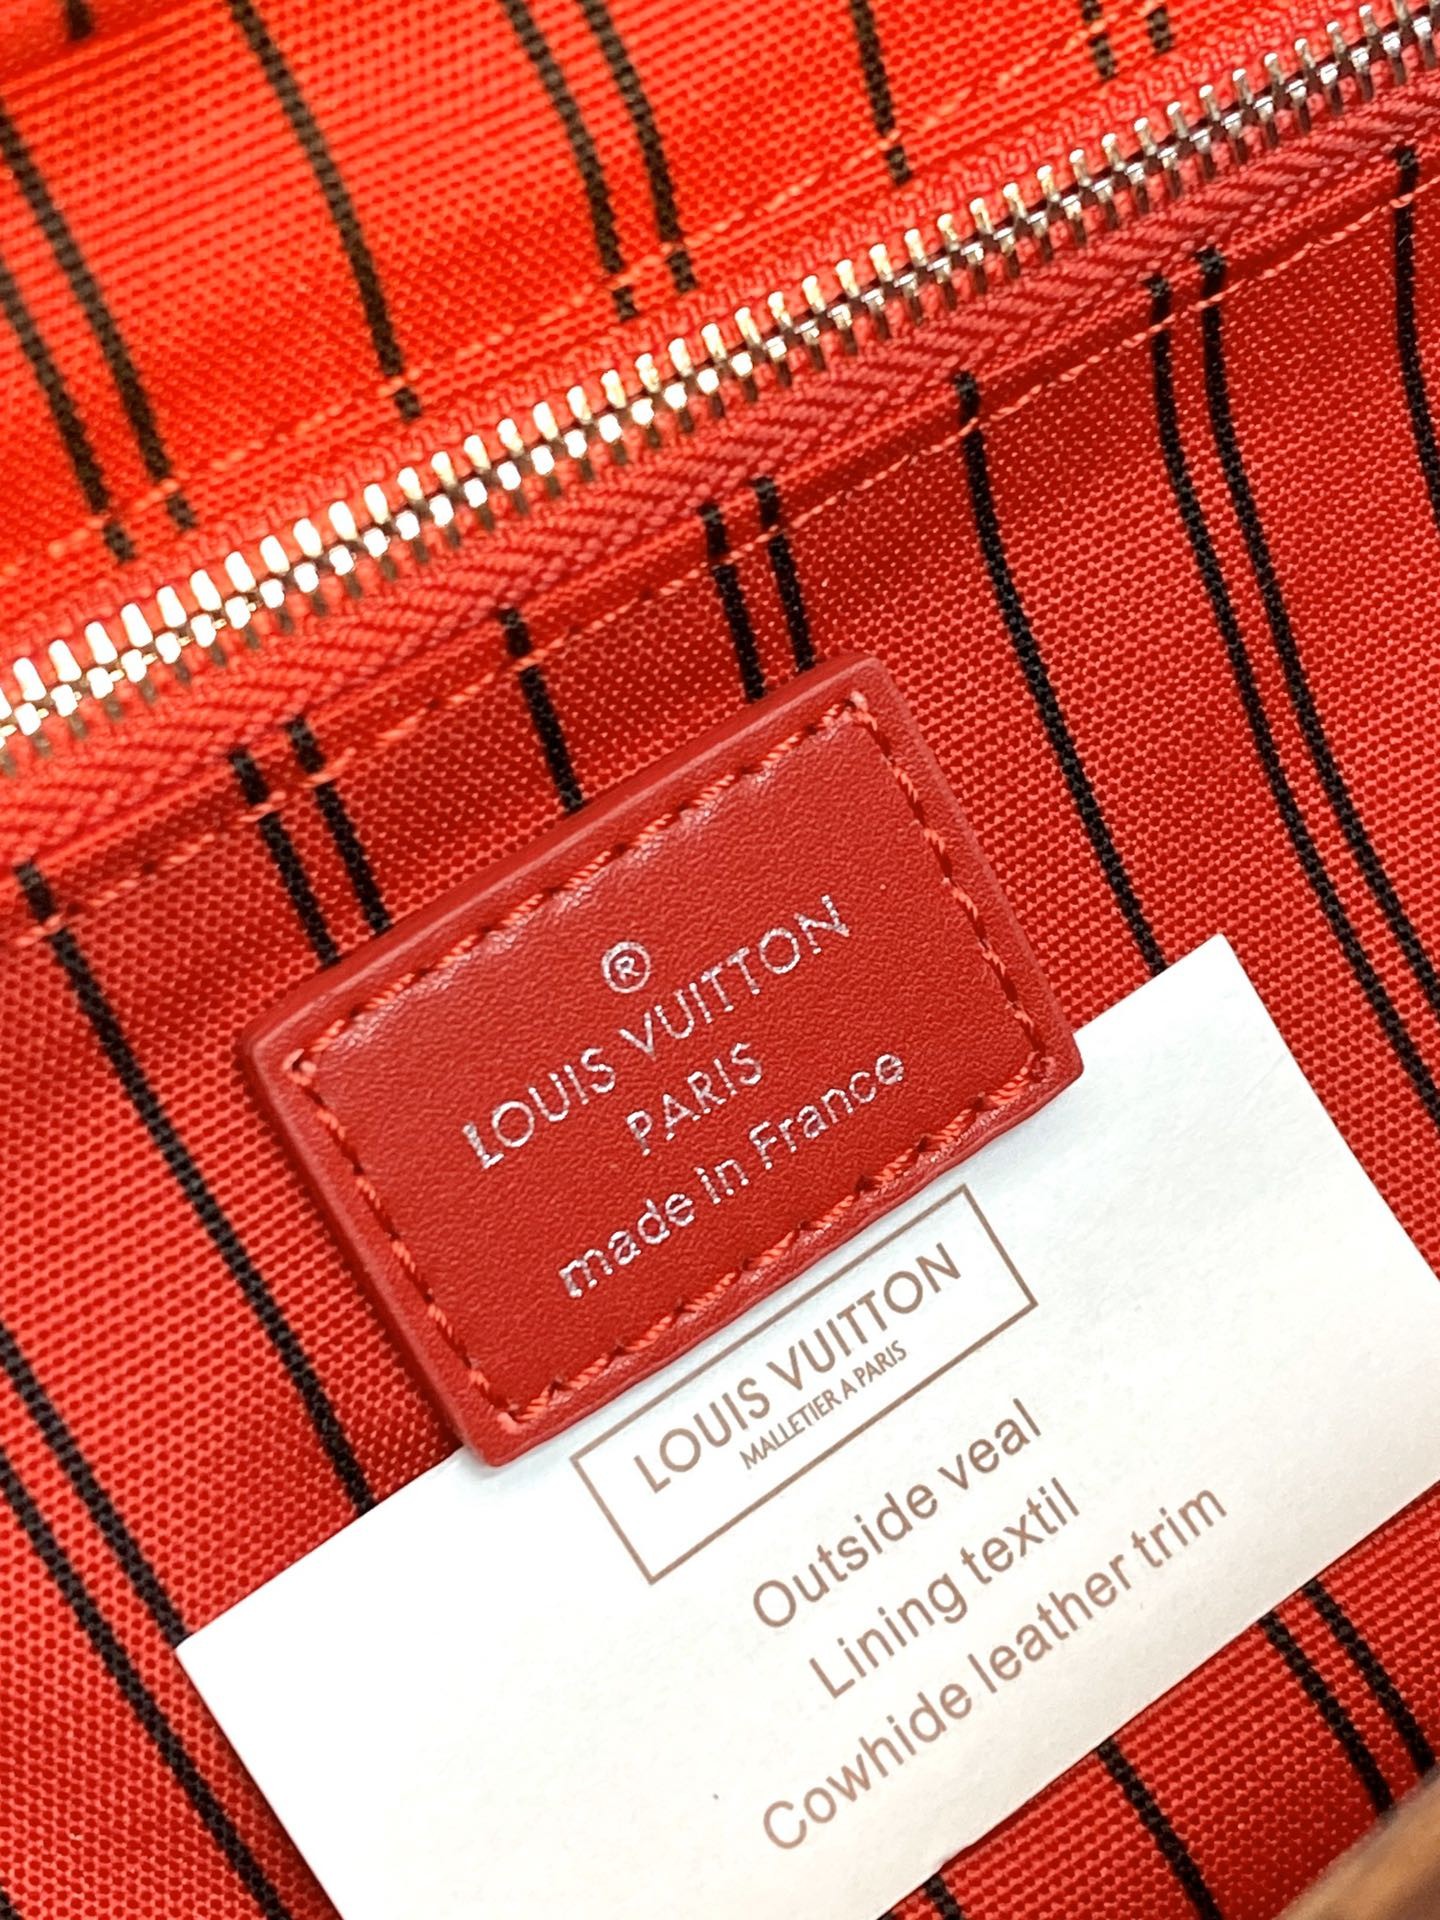 ®
LOUIS VUITTON
PARIS
made in France
LOUIS VUITTON
MALLETIER A PARIS
Outside veal
Lining textil
Cowhide leather trim